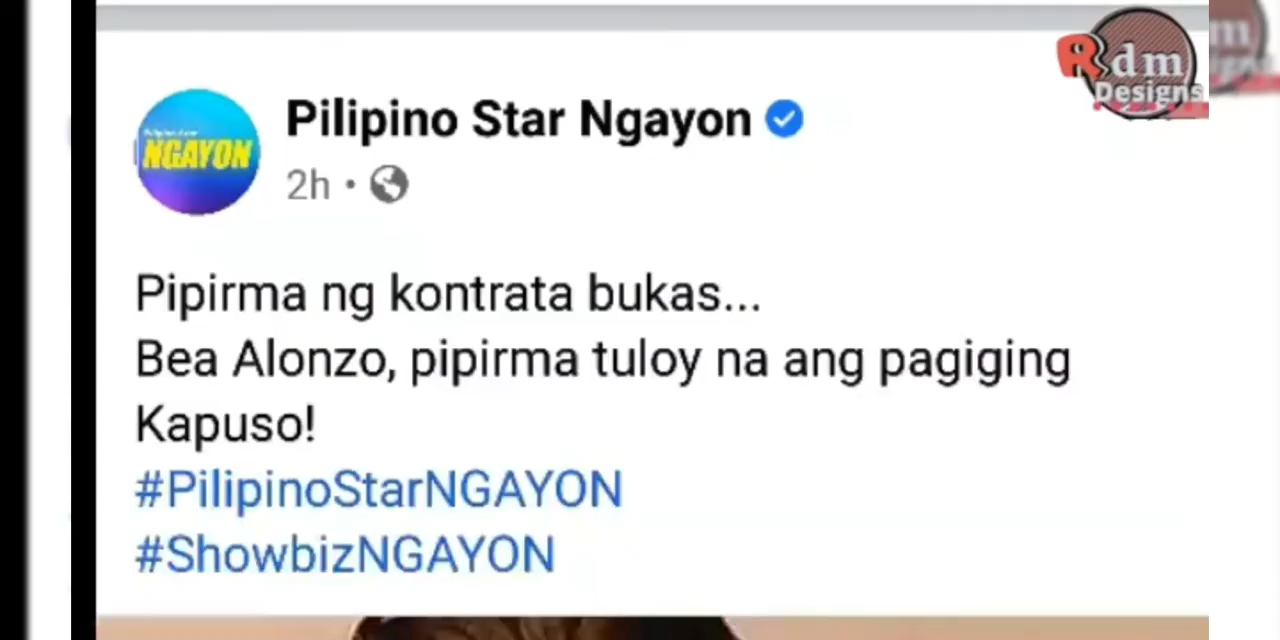 Rdm
Designs
Pilipino Star Ngayon
NGAYON
2h •
Pipirma ng kontrata bukas...
Bea Alonzo, pipirma tuloy na ang pagiging
Kapuso!
#PilipinoStarNGAYON
#ShowbizNGAYON